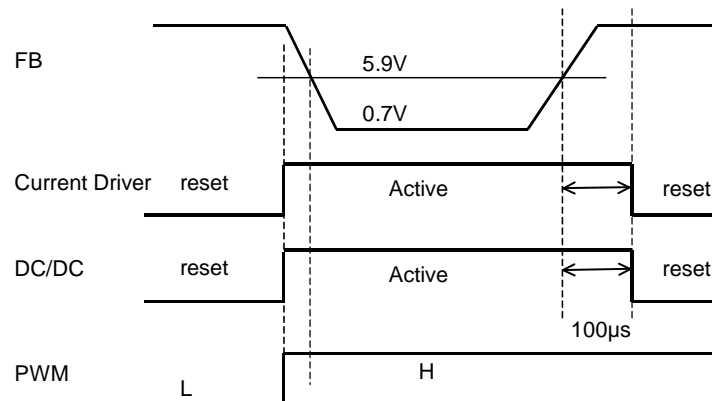 FB
5.9V
0.7V
Current Driver reset Active reset
DC/DC reset Active reset
100µs
PWM L H